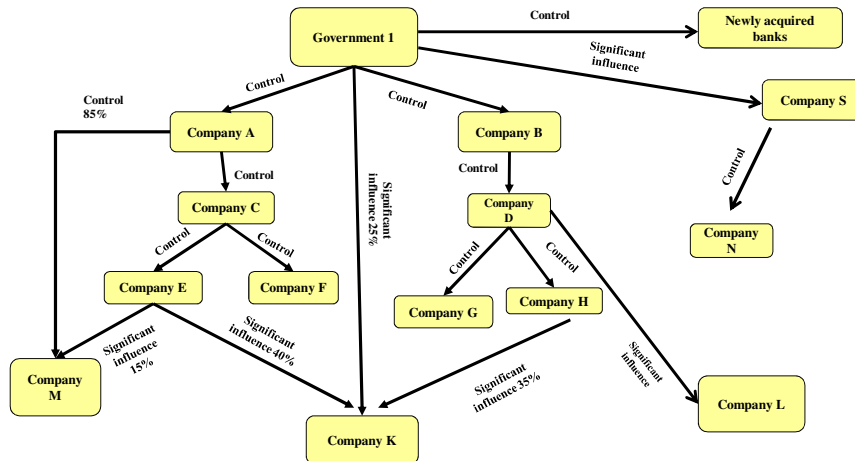 Control
Newly acquired
banks
Government 1
Significant
influence
Control
Control
Company S
Control
85%
Company A
Company B
Control
Control
Control
Significant
influence 25%
Company C
Company
D
Company
N
Control
Control
Control
Control
Company E
Company F
Company G
Company H
Significant
influence
15%
Significant
influence 40%
Significant
influence 35%
Significant
influence
Company
M
Company L
Company K